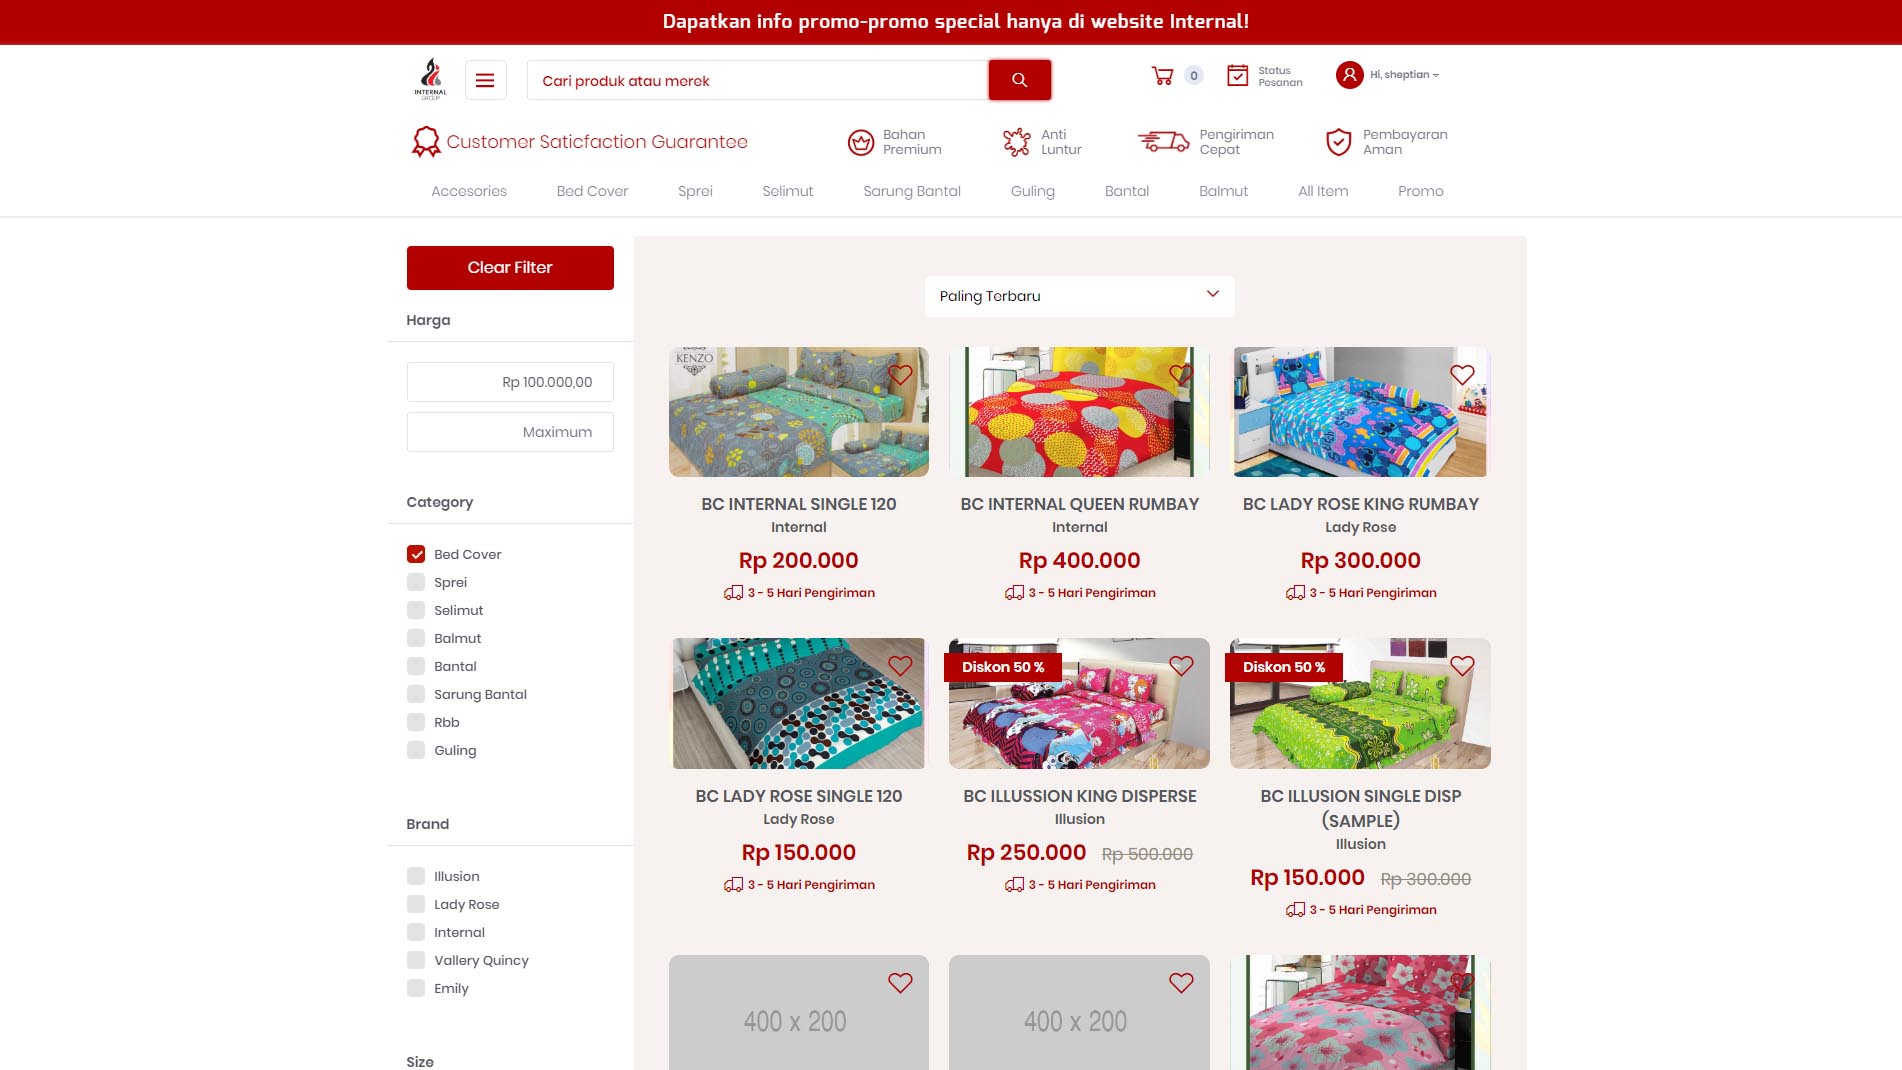 Dapatkan info promo-promo special hanya di website Internal!
INTERNAL
GROUP
Cari produk atau merek
0
Status
Pesanan
Hi, sheptian
Customer Saticfaction Guarantee
Bahan
Premium
Anti
Luntur
Pengiriman
Cepat
Pembayaran
Aman
Accesories
Bed Cover
Sprei
Selimut
Sarung Bantal
Guling
Bantal
Balmut
All Item
Promo
Clear Filter
Harga
Rp 100.000,00
Maximum
Category
Bed Cover
Sprei
Selimut
Balmut
Bantal
Sarung Bantal
Rbb
Guling
Brand
Illusion
Lady Rose
Internal
Vallery Quincy
Emily
Size
Paling Terbaru
KENZO
BC INTERNAL SINGLE 120
Internal
Rp 200.000
3 - 5 Hari Pengiriman
BC INTERNAL QUEEN RUMBAY
Internal
Rp 400.000
3 - 5 Hari Pengiriman
BC LADY ROSE KING RUMBAY
Lady Rose
Rp 300.000
3 - 5 Hari Pengiriman
BC LADY ROSE SINGLE 120
Lady Rose
Rp 150.000
3 - 5 Hari Pengiriman
Diskon 50 %
BC ILLUSSION KING DISPERSE
Illusion
Rp 250.000 Rp 500.000
3 - 5 Hari Pengiriman
Diskon 50 %
BC ILLUSION SINGLE DISP
(SAMPLE)
Illusion
Rp 150.000 Rp 300.000
3 - 5 Hari Pengiriman
400 x 200
400 x 200